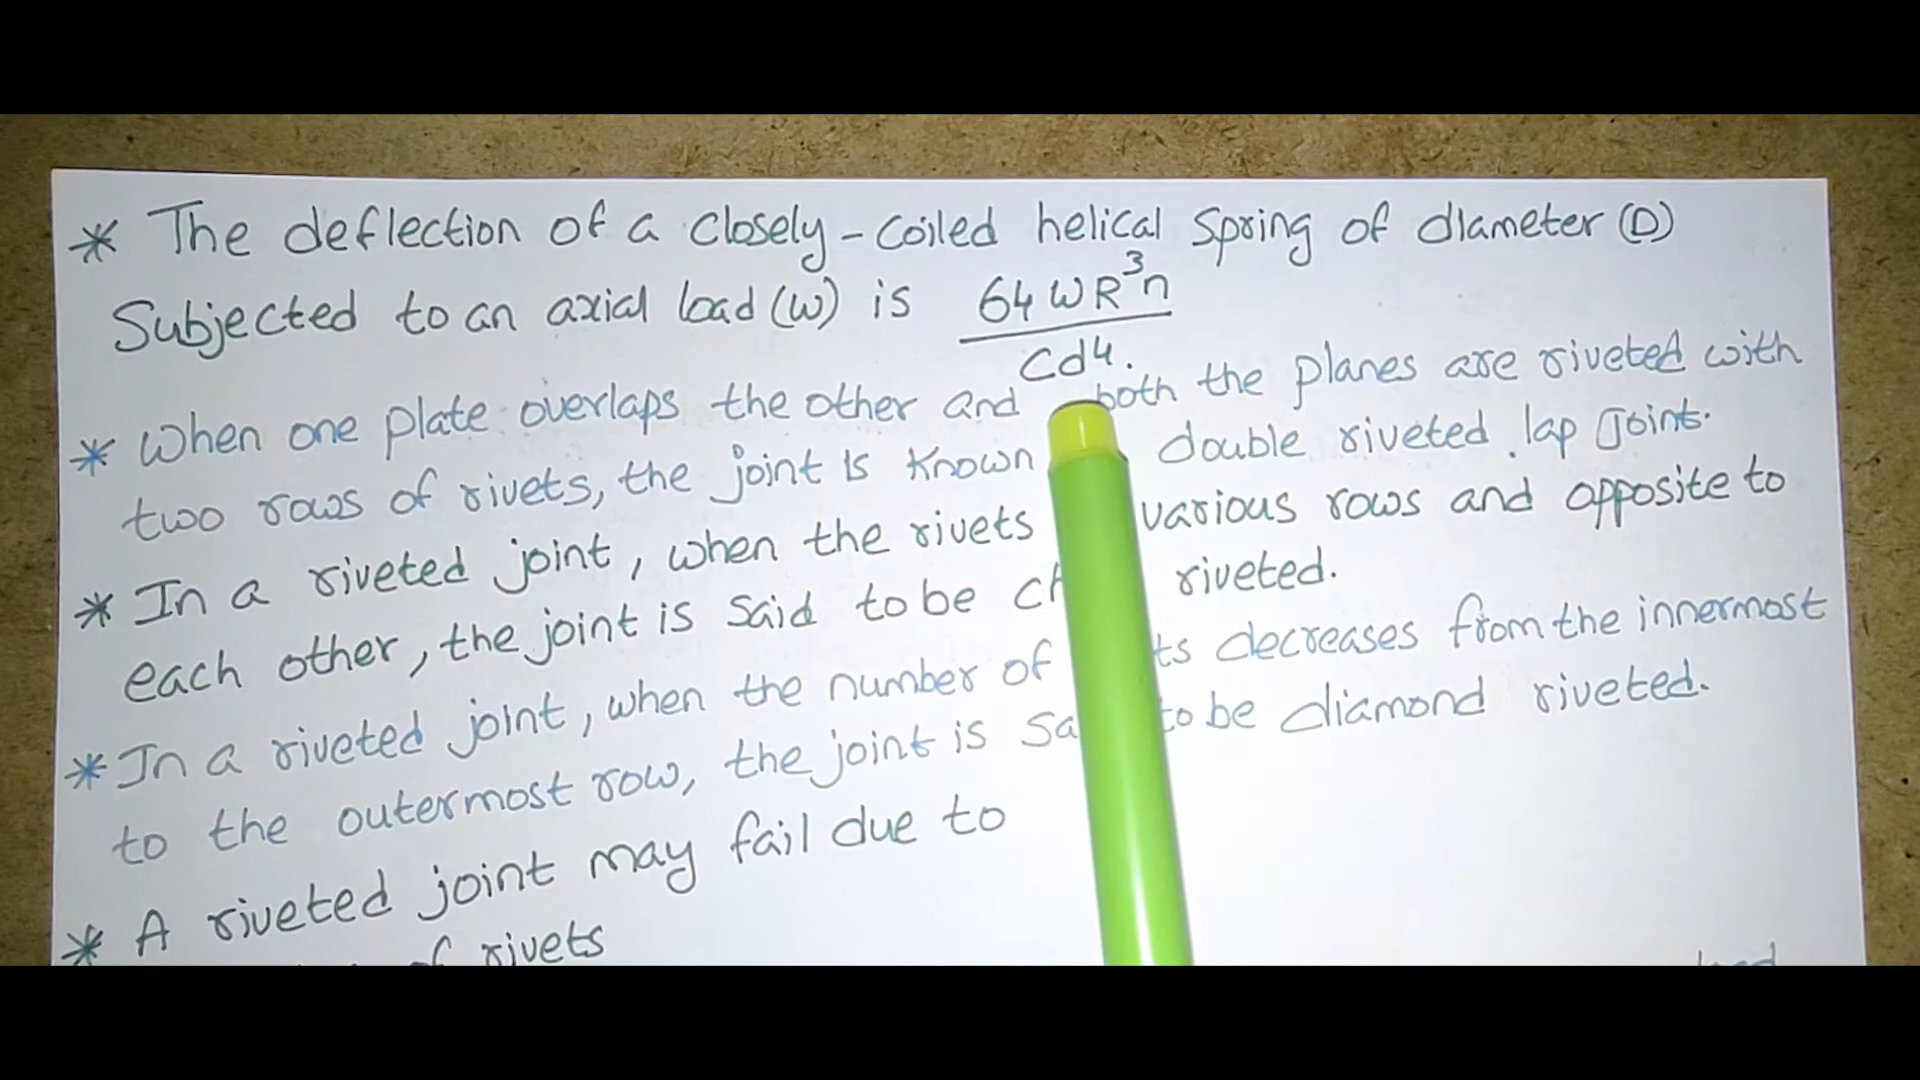 * The deflection of a closely-coiled helical spring of diameter (D)
Subjected to an axial load (W) is 64WR³n / Cd⁴.
* When one plate overlaps the other and both the planes are riveted with
two rows of rivets, the joint is known double riveted lap joint.
* In a riveted joint, when the rivets various rows and opposite to
each other, the joint is said to be riveted.
* In a riveted joint, when the number of decreases from the innermost
to the outermost row, the joint is to be diamond riveted.
* A riveted joint may fail due to
rivets